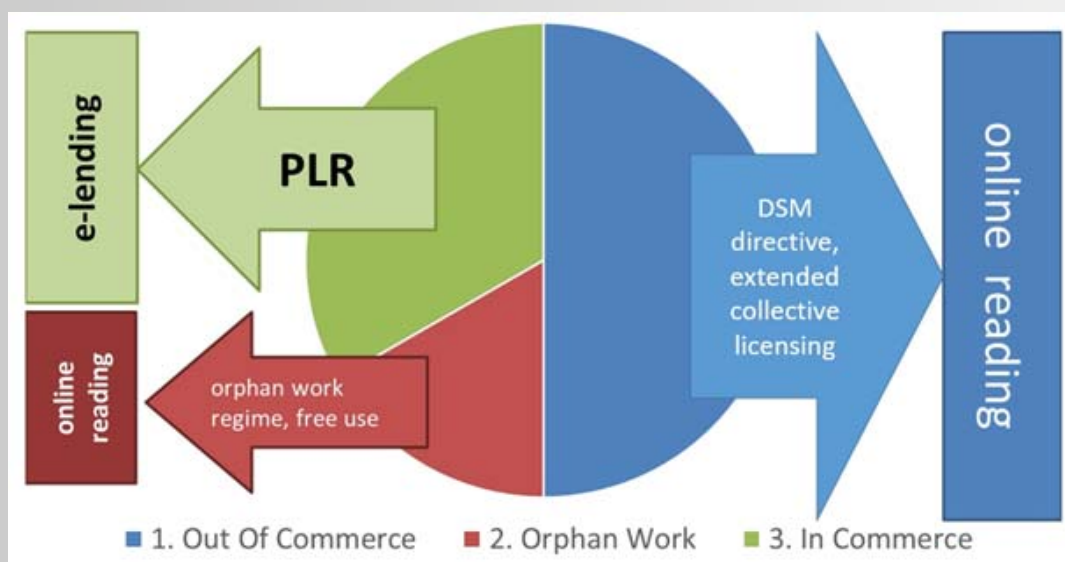 e-lending
PLR
online
reading
orphan work
regime, free use
DSM
directive,
extended
collective
licensing
online reading
1. Out Of Commerce
2. Orphan Work
3. In Commerce